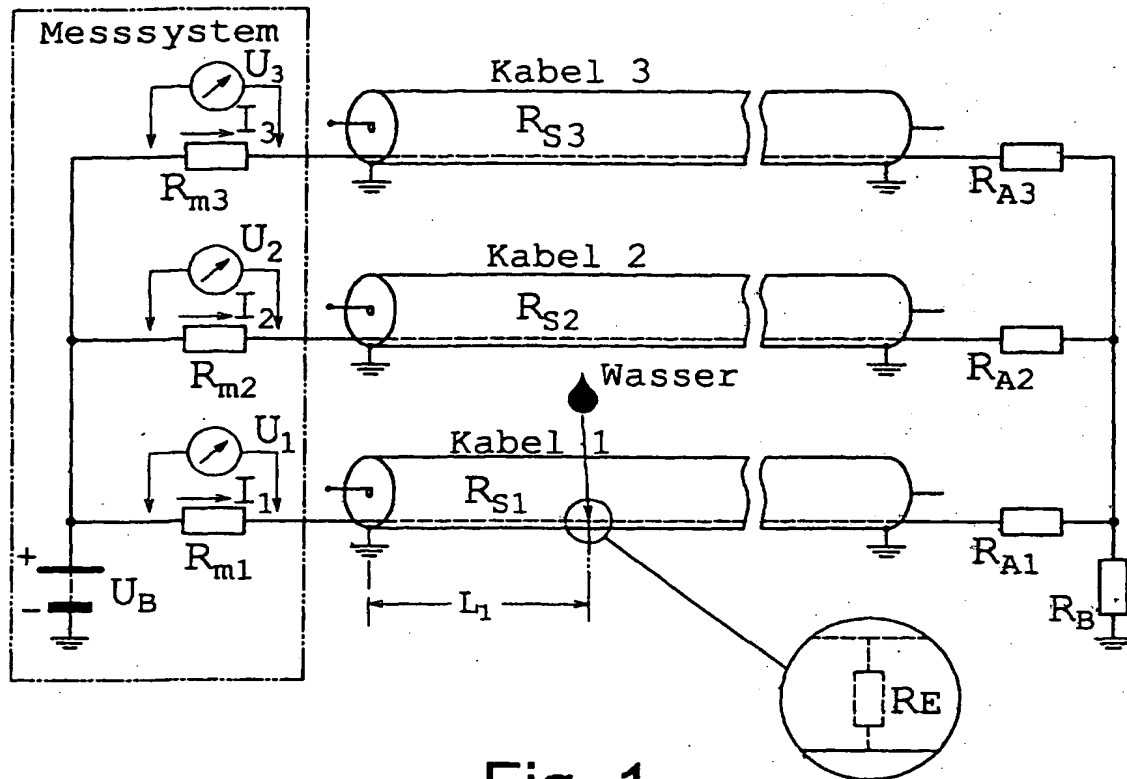 Messsystem
U3
I3
Rm3
Kabel 3
RS3
RA3
U2
I2
Rm2
Kabel 2
RS2
RA2
Wasser
U1
I1
Rm1
Kabel 1
RS1
RA1
+
-
UB
L1
RB
RE
Fig. 1